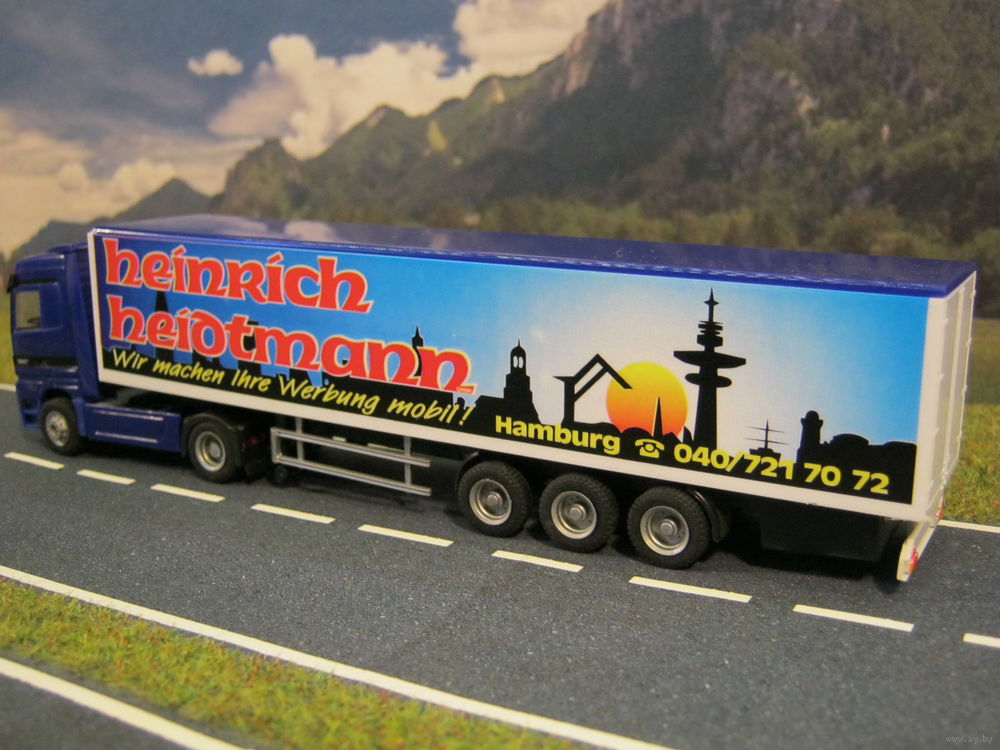 heinrich
heidtmann
Wir machen Ihre Werbung mobil!
Hamburg ☎ 040/721 70 72
www.ay.by